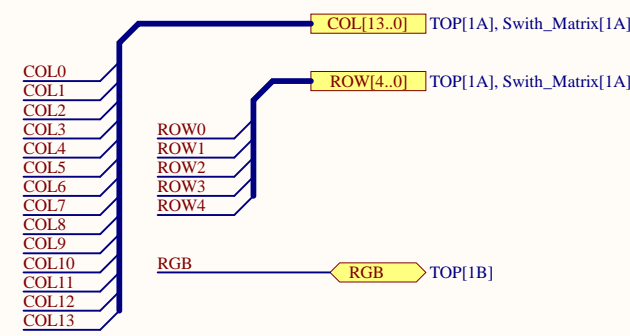 COL[13..0] TOP[1A], Swith_Matrix[1A]
COL0
ROW[4..0] TOP[1A], Swith_Matrix[1A]
COL1
COL2
COL3
COL4
COL5
COL6
COL7
COL8
COL9
COL10
COL11
COL12
COL13
ROW0
ROW1
ROW2
ROW3
ROW4
RGB RGB TOP[1B]